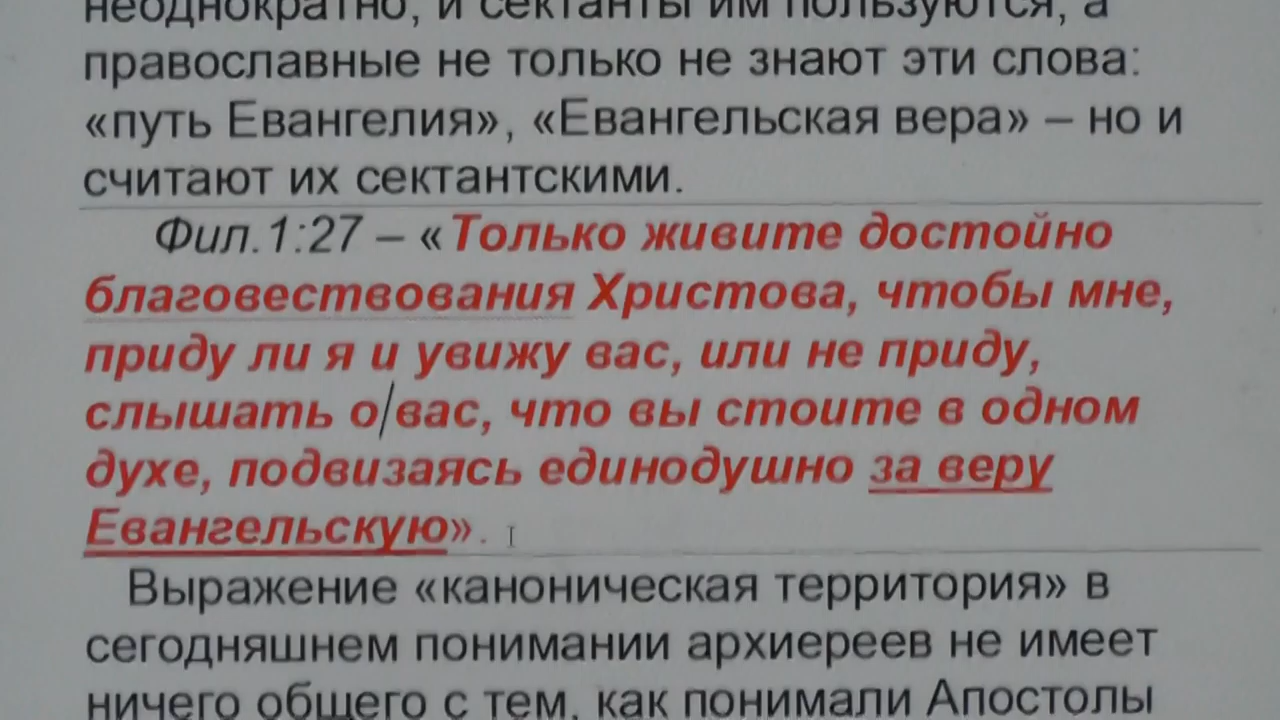 неоднократно, и сектанты им пользуются, а
православные не только не знают эти слова:
«путь Евангелия», «Евангельская вера» – но и
считают их сектантскими.
Фил.1:27 – «Только живите достойно
благовествования Христова, чтобы мне,
приду ли я и увижу вас, или не приду,
слышать о вас, что вы стоите в одном
духе, подвизаясь единодушно за веру
Евангельскую».
Выражение «каноническая территория» в
сегодняшнем понимании архиереев не имеет
ничего общего с тем, как понимали Апостолы